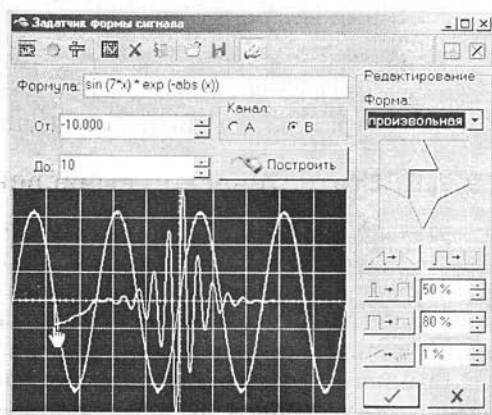 Задатчик формы сигнала
Формула: sin (7*x) * exp (-abs (x))
От: -10.000
Канал:
A B
До: 10
Построить
Редактирование
Форма:
произвольная
50 %
80 %
1 %